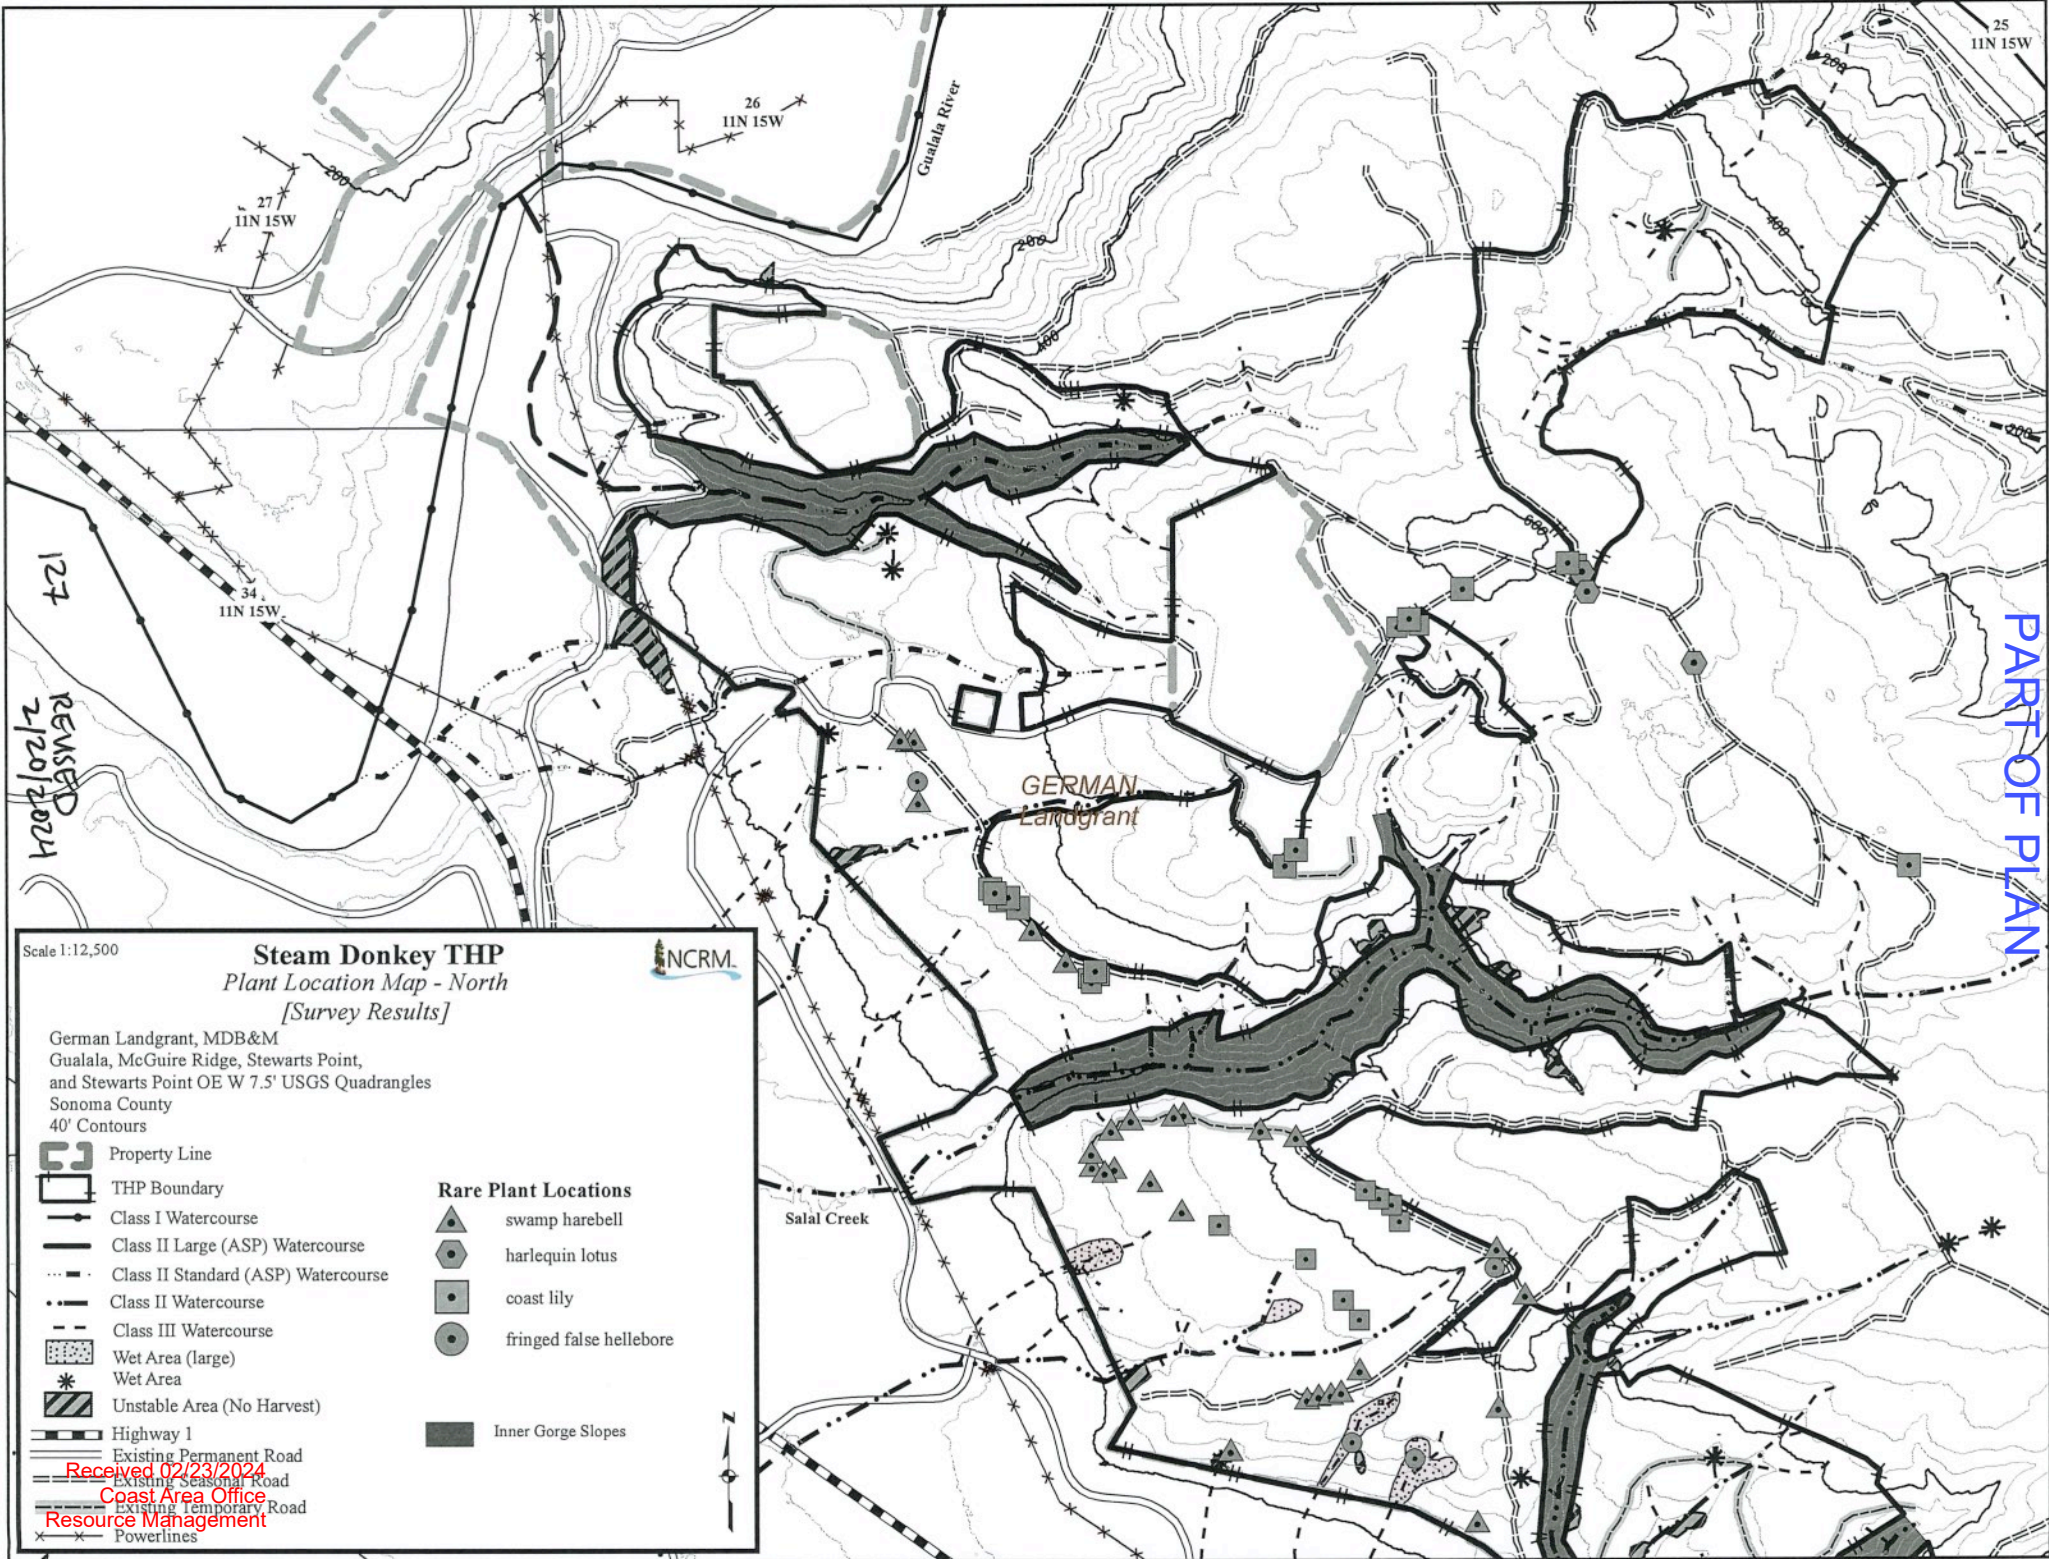 25
11N 15W
200
26
11N 15W
Gualala River
200
27
11N 15W
400
200
400
200
600
34
11N 15W
127
REVISED
2/20/2024
PART OF PLAN
GERMAN
Landgrant
Salal Creek
Scale 1:12,500
Steam Donkey THP
Plant Location Map - North
[Survey Results]
NCRM
German Landgrant, MDB&M
Gualala, McGuire Ridge, Stewarts Point,
and Stewarts Point OE W 7.5' USGS Quadrangles
Sonoma County
40' Contours
Property Line
THP Boundary
Class I Watercourse
Class II Large (ASP) Watercourse
Class II Standard (ASP) Watercourse
Class II Watercourse
Class III Watercourse
Wet Area (large)
Wet Area
Unstable Area (No Harvest)
Highway 1
Existing Permanent Road
Existing Seasonal Road
Existing Temporary Road
Powerlines
Rare Plant Locations
swamp harebell
harlequin lotus
coast lily
fringed false hellebore
Inner Gorge Slopes
N
Received 02/23/2024
Coast Area Office
Resource Management